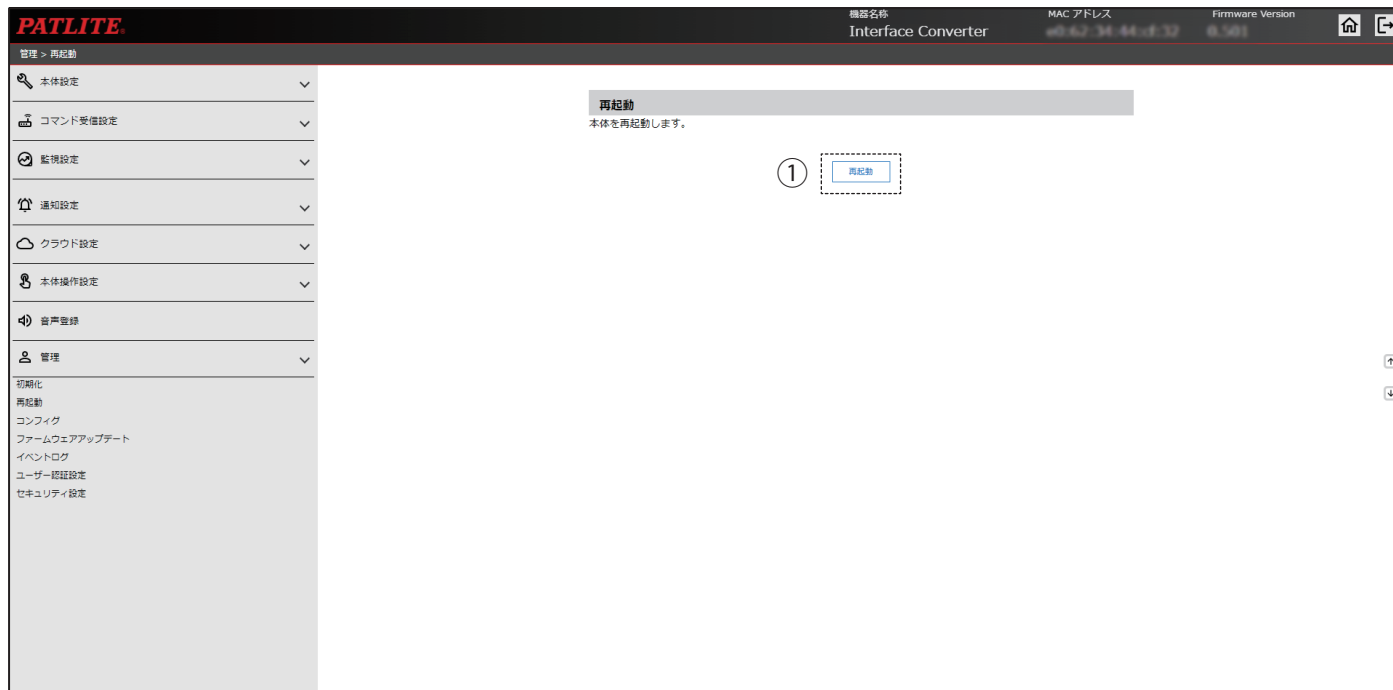 PATLITE
機器名称
Interface Converter
MAC アドレス
Firmware Version
管理 > 再起動
本体設定
コマンド受信設定
監視設定
通知設定
クラウド設定
本体操作設定
音声登録
管理
初期化
再起動
コンフィグ
ファームウェアアップデート
イベントログ
ユーザー認証設定
セキュリティ設定
再起動
本体を再起動します。
① 再起動